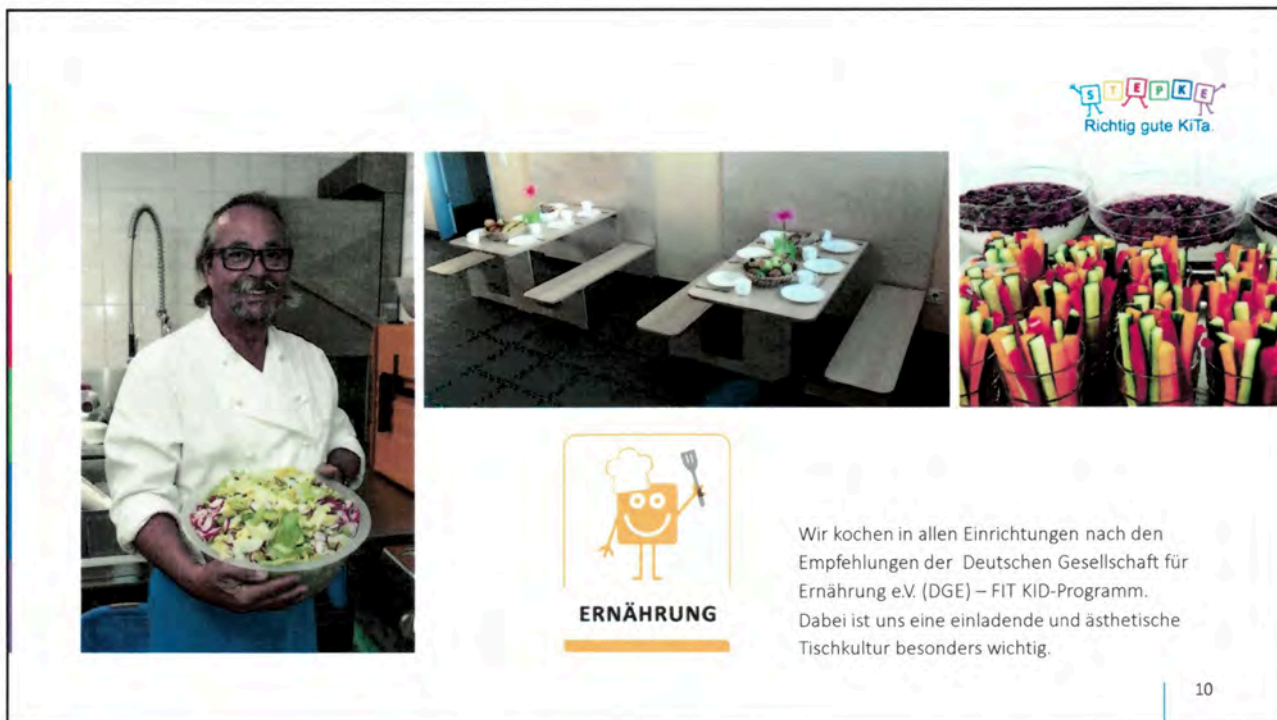 STEPKE
Richtig gute KiTa.
ERNÄHRUNG
Wir kochen in allen Einrichtungen nach den
Empfehlungen der  Deutschen Gesellschaft für
Ernährung e.V. (DGE) – FIT KID-Programm.
Dabei ist uns eine einladende und ästhetische
Tischkultur besonders wichtig.
10